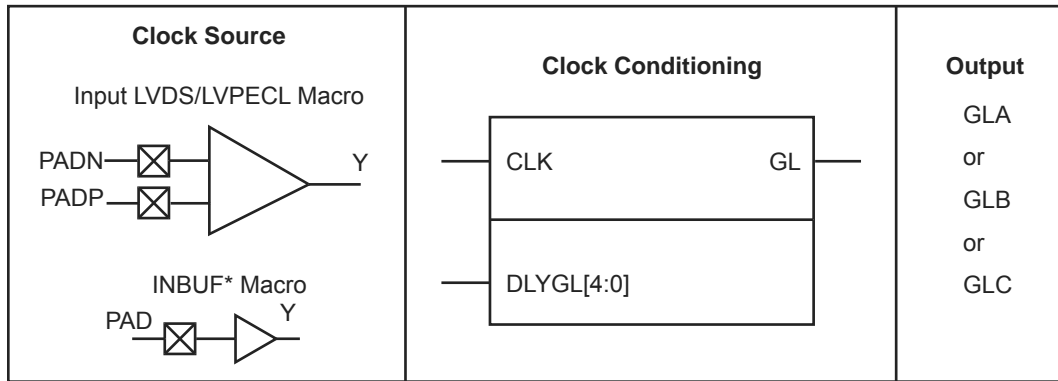 Clock Source
Input LVDS/LVPECL Macro
PADN
PADP
Y
INBUF* Macro
PAD
Y
Clock Conditioning
CLK
GL
DLYGL[4:0]
Output
GLA
or
GLB
or
GLC